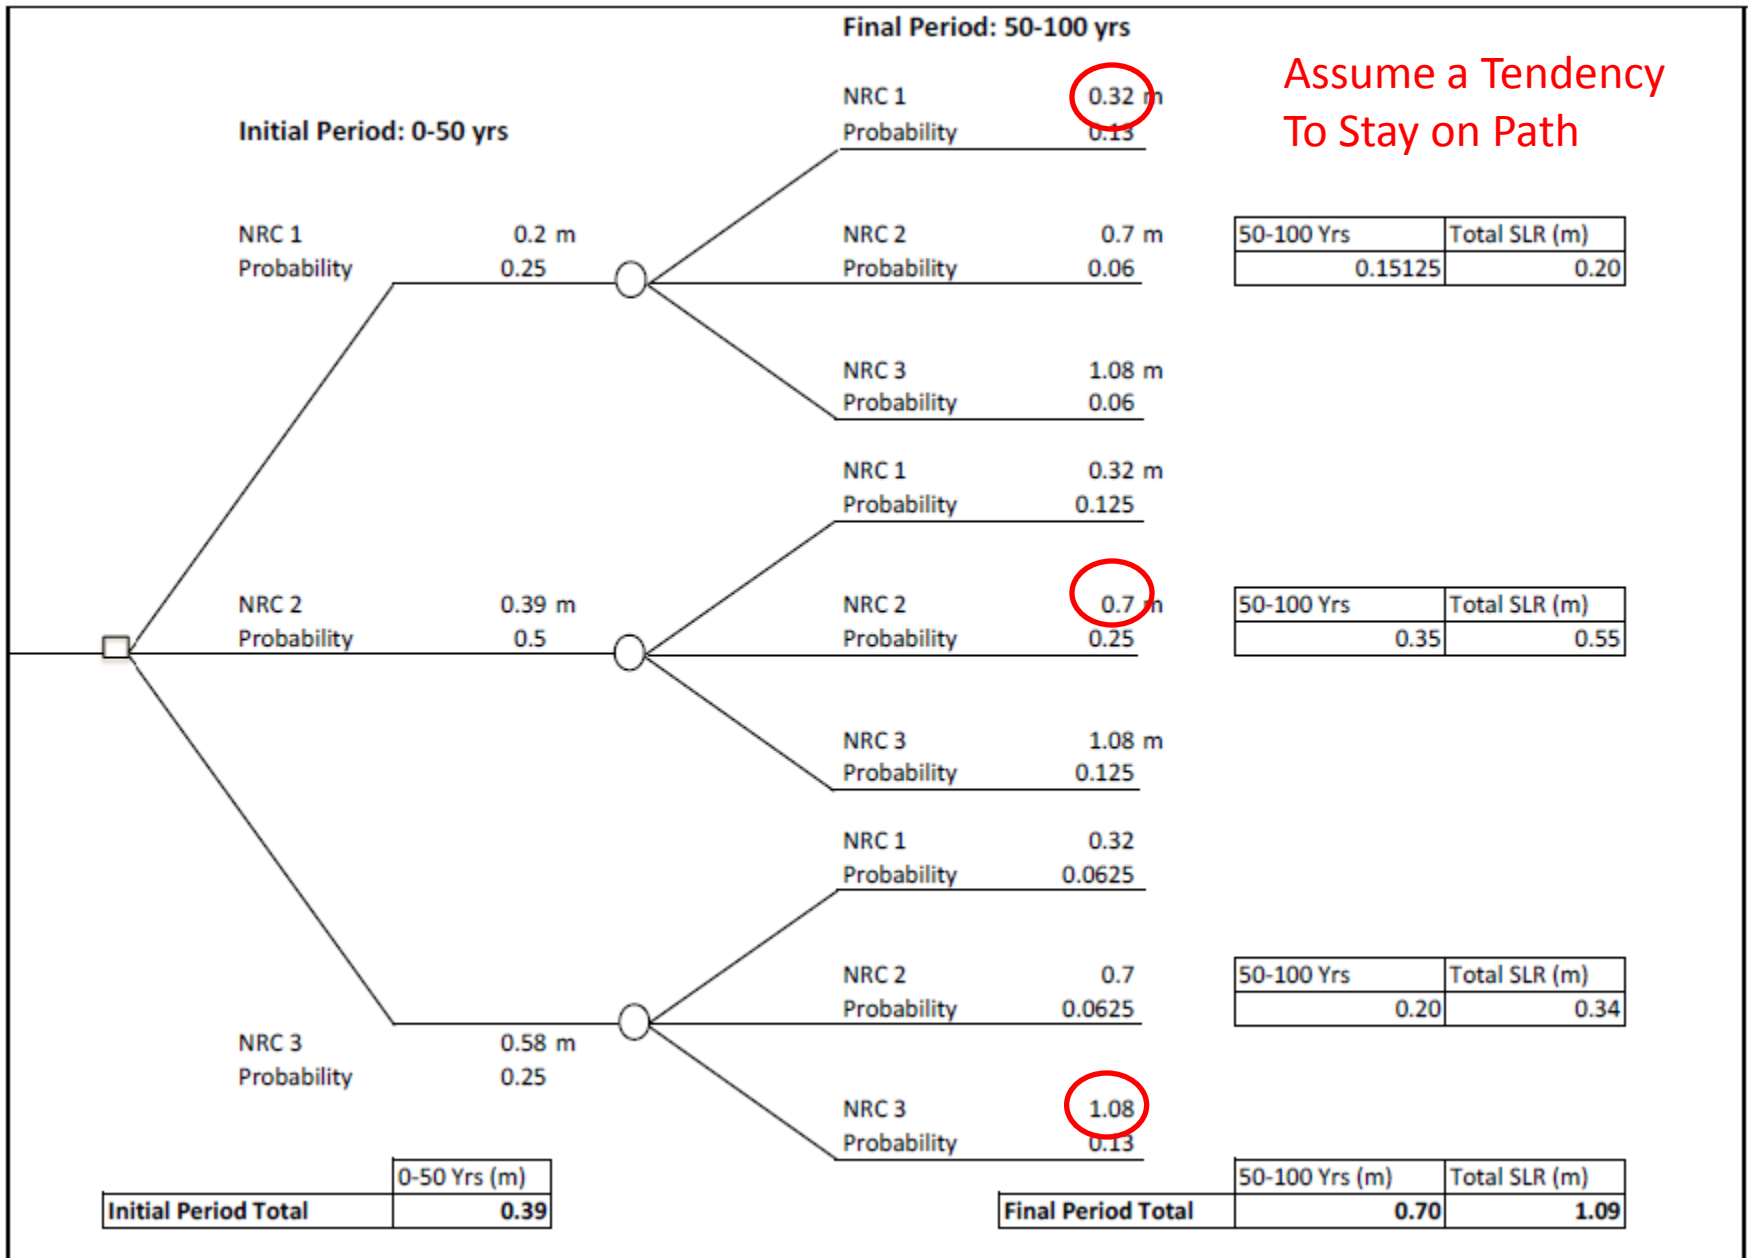 Final Period: 50-100 yrs
Assume a Tendency
To Stay on Path
Initial Period: 0-50 yrs
NRC 1 0.32 m
Probability 0.13
NRC 1 0.2 m
Probability 0.25
NRC 2 0.7 m
Probability 0.06
50-100 Yrs Total SLR (m)
0.15125 0.20
NRC 3 1.08 m
Probability 0.06
NRC 1 0.32 m
Probability 0.125
NRC 2 0.39 m
Probability 0.5
NRC 2 0.7 m
Probability 0.25
50-100 Yrs Total SLR (m)
0.35 0.55
NRC 3 1.08 m
Probability 0.125
NRC 1 0.32
Probability 0.0625
NRC 2 0.7
Probability 0.0625
50-100 Yrs Total SLR (m)
0.20 0.34
NRC 3 0.58 m
Probability 0.25
NRC 3 1.08
Probability 0.13
0-50 Yrs (m)
Initial Period Total 0.39
50-100 Yrs (m) Total SLR (m)
Final Period Total 0.70 1.09